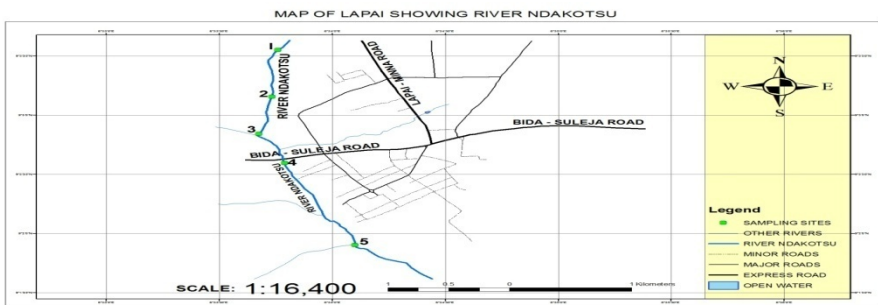 MAP OF LAPAI SHOWING RIVER NDAKOTSU
1
2
RIVER NDAKOTSU
3
LAPAI - MINNA ROAD
BIDA - SULEJA ROAD
BIDA - SULEJA ROAD
4
RIVER NDAKOTSU
5
N
W E
S
Legend
SAMPLING SITES
OTHER RIVERS
RIVER NDAKOTSU
MINOR ROADS
MAJOR ROADS
EXPRESS ROAD
OPEN WATER
SCALE: 1:16,400
1 0.5 0 1 Kilometers